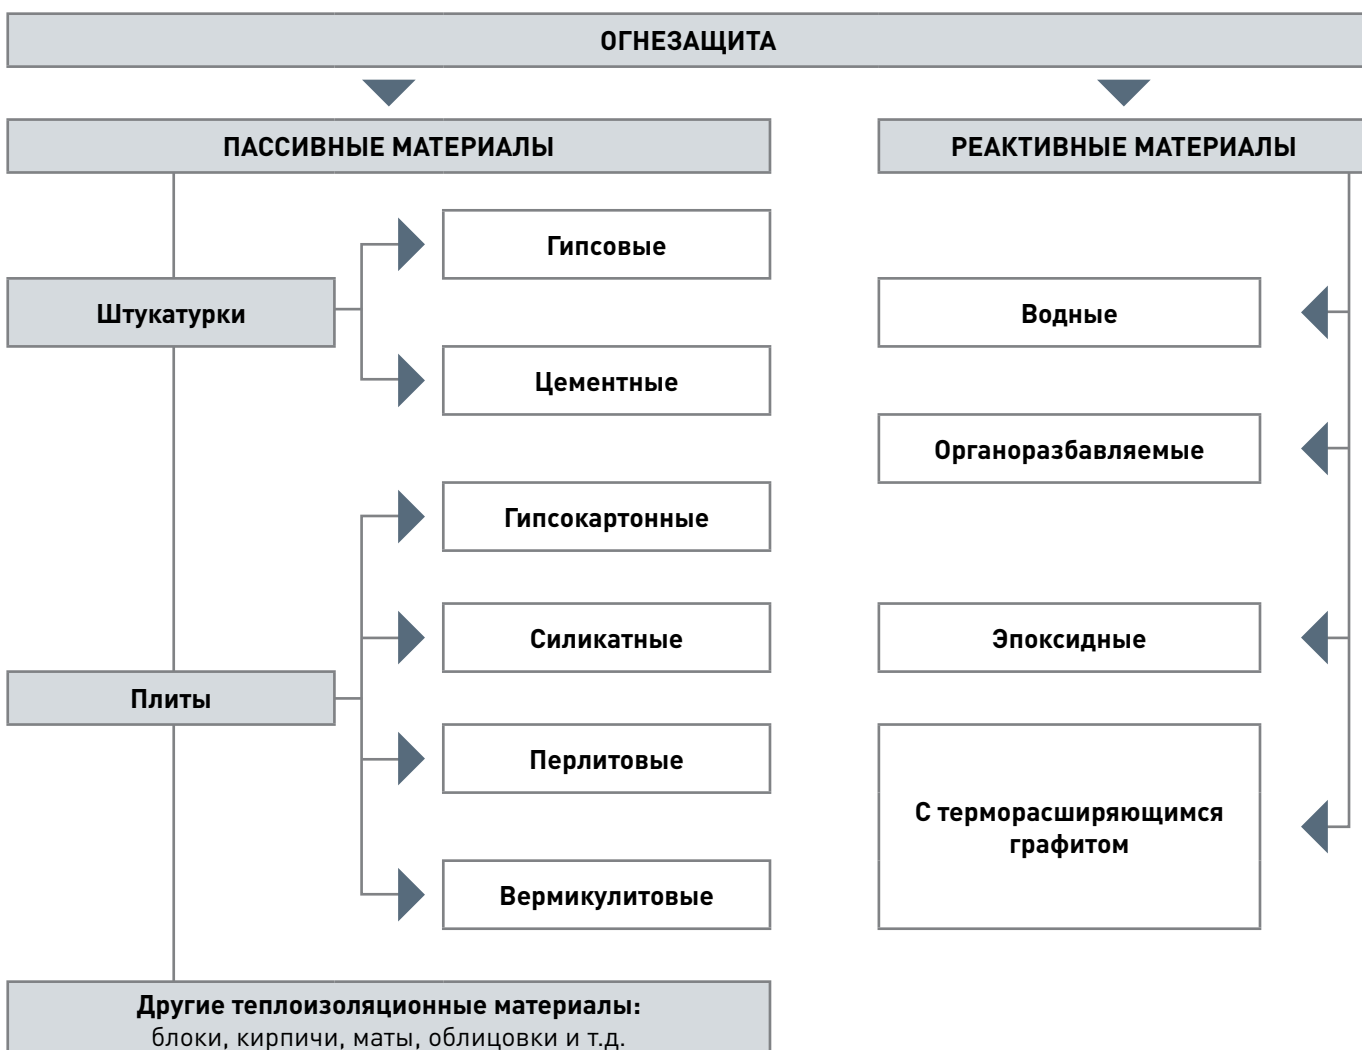 ОГНЕЗАЩИТА
ПАССИВНЫЕ МАТЕРИАЛЫ
Штукатурки
Гипсовые
Цементные
Плиты
Гипсокартонные
Силикатные
Перлитовые
Вермикулитовые
Другие теплоизоляционные материалы:
блоки, кирпичи, маты, облицовки и т.д.
РЕАКТИВНЫЕ МАТЕРИАЛЫ
Водные
Органоразбавляемые
Эпоксидные
С терморасширяющимся
графитом